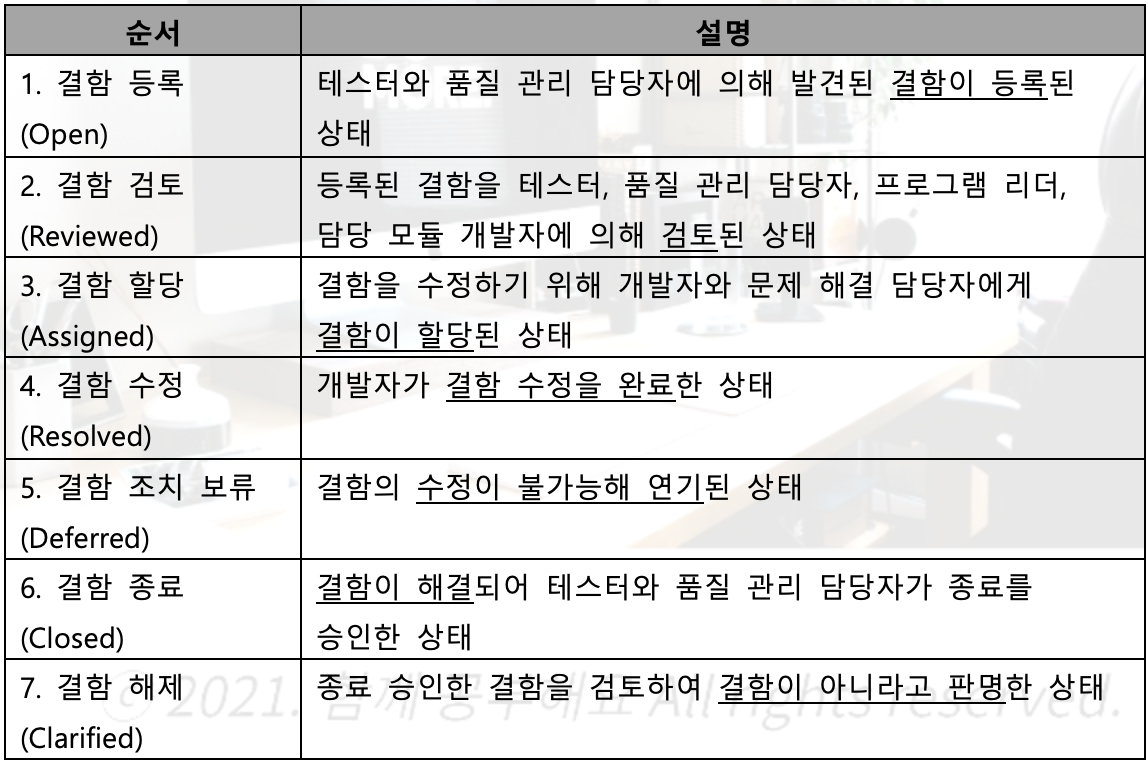 순서 설명
1. 결함 등록
(Open)
테스터와 품질 관리 담당자에 의해 발견된 결함이 등록된
상태
2. 결함 검토
(Reviewed)
등록된 결함을 테스터, 품질 관리 담당자, 프로그램 리더,
담당 모듈 개발자에 의해 검토된 상태
3. 결함 할당
(Assigned)
결함을 수정하기 위해 개발자와 문제 해결 담당자에게
결함이 할당된 상태
4. 결함 수정
(Resolved)
개발자가 결함 수정을 완료한 상태
5. 결함 조치 보류
(Deferred)
결함의 수정이 불가능해 연기된 상태
6. 결함 종료
(Closed)
결함이 해결되어 테스터와 품질 관리 담당자가 종료를
승인한 상태
7. 결함 해제
(Clarified)
종료 승인한 결함을 검토하여 결함이 아니라고 판명한 상태
© 2021. 함께 공부해요 All rights reserved.